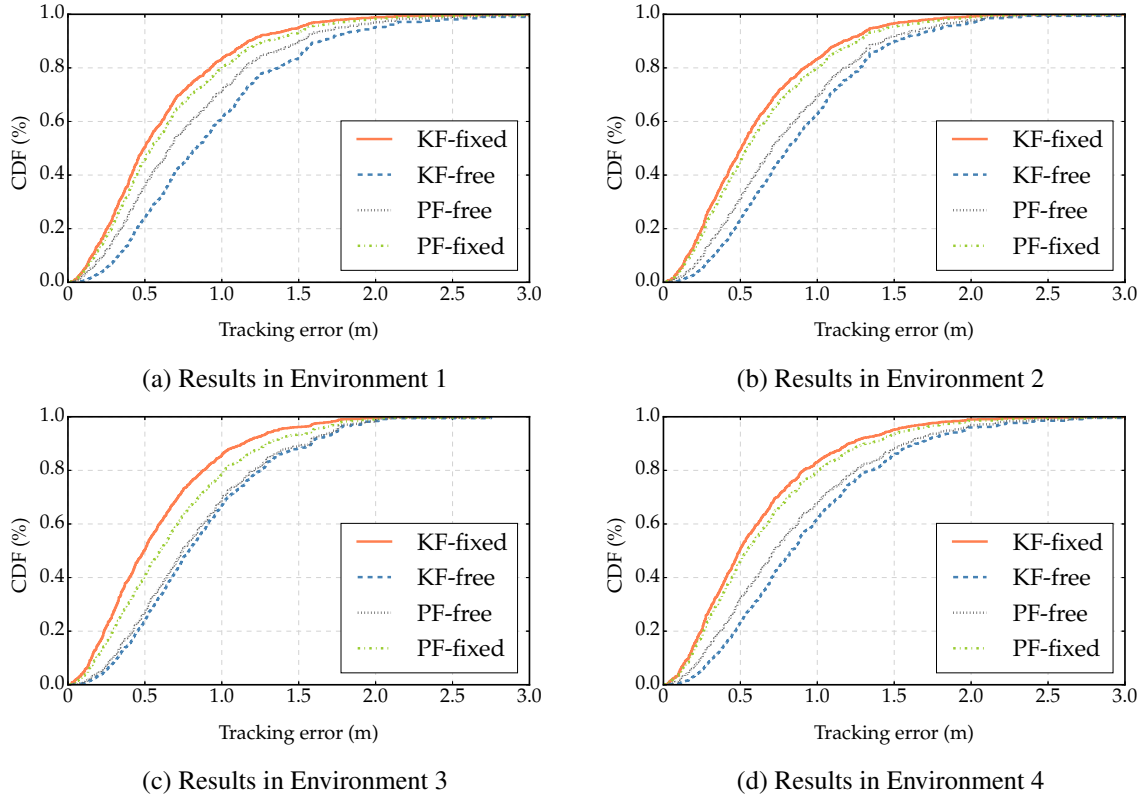 1.0
0.8
0.6
0.4
0.2
0.0
CDF (%)
KF-fixed
KF-free
PF-free
PF-fixed
0 0.5 1.0 1.5 2.0 2.5 3.0
Tracking error (m)
(a) Results in Environment 1
1.0
0.8
0.6
0.4
0.2
0.0
CDF (%)
KF-fixed
KF-free
PF-free
PF-fixed
0 0.5 1.0 1.5 2.0 2.5 3.0
Tracking error (m)
(b) Results in Environment 2
1.0
0.8
0.6
0.4
0.2
0.0
CDF (%)
KF-fixed
KF-free
PF-free
PF-fixed
0 0.5 1.0 1.5 2.0 2.5 3.0
Tracking error (m)
(c) Results in Environment 3
1.0
0.8
0.6
0.4
0.2
0.0
CDF (%)
KF-fixed
KF-free
PF-free
PF-fixed
0 0.5 1.0 1.5 2.0 2.5 3.0
Tracking error (m)
(d) Results in Environment 4